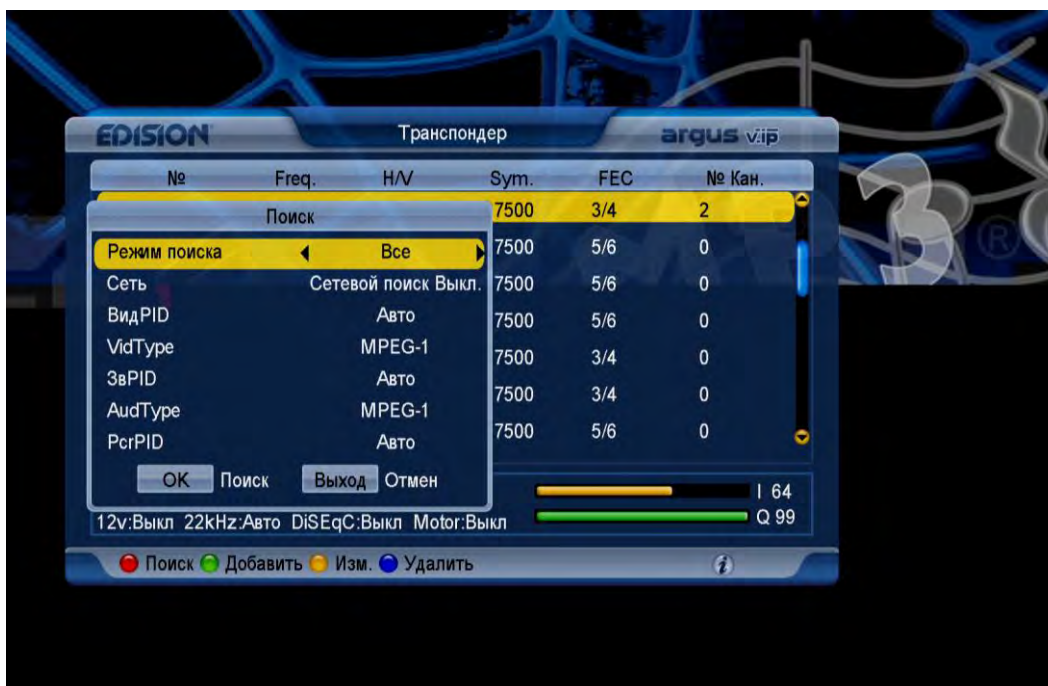 EDISION Транспондер argus v.i.p
№ Freq. H/V Sym. FEC № Кан.
7500 3/4 2
Поиск
Режим поиска Все
7500 5/6 0
Сеть Сетевой поиск Выкл.
7500 5/6 0
ВидPID Авто
7500 5/6 0
VidType MPEG-1
7500 3/4 0
ЗвPID Авто
7500 3/4 0
AudType MPEG-1
7500 5/6 0
PcrPID Авто
OK Поиск Выход Отмен
I 64
12v:Выкл 22kHz:Авто DiSEqC:Выкл Motor:Выкл
Q 99
Поиск Добавить Изм. Удалить i
3
R